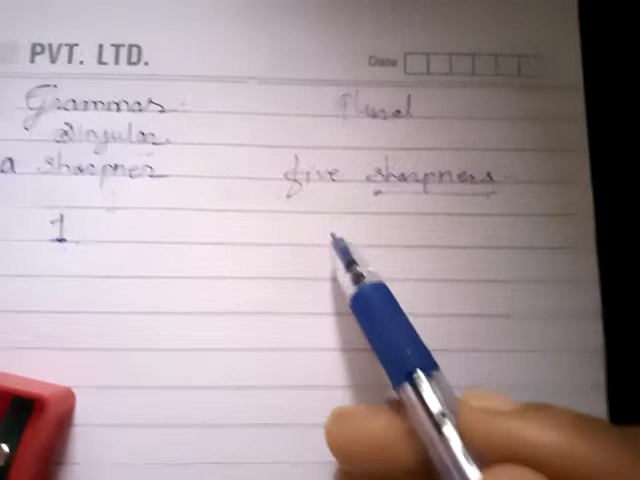 PVT. LTD.
Date
Grammar Plural
Singular
a sharpner five sharpners
1